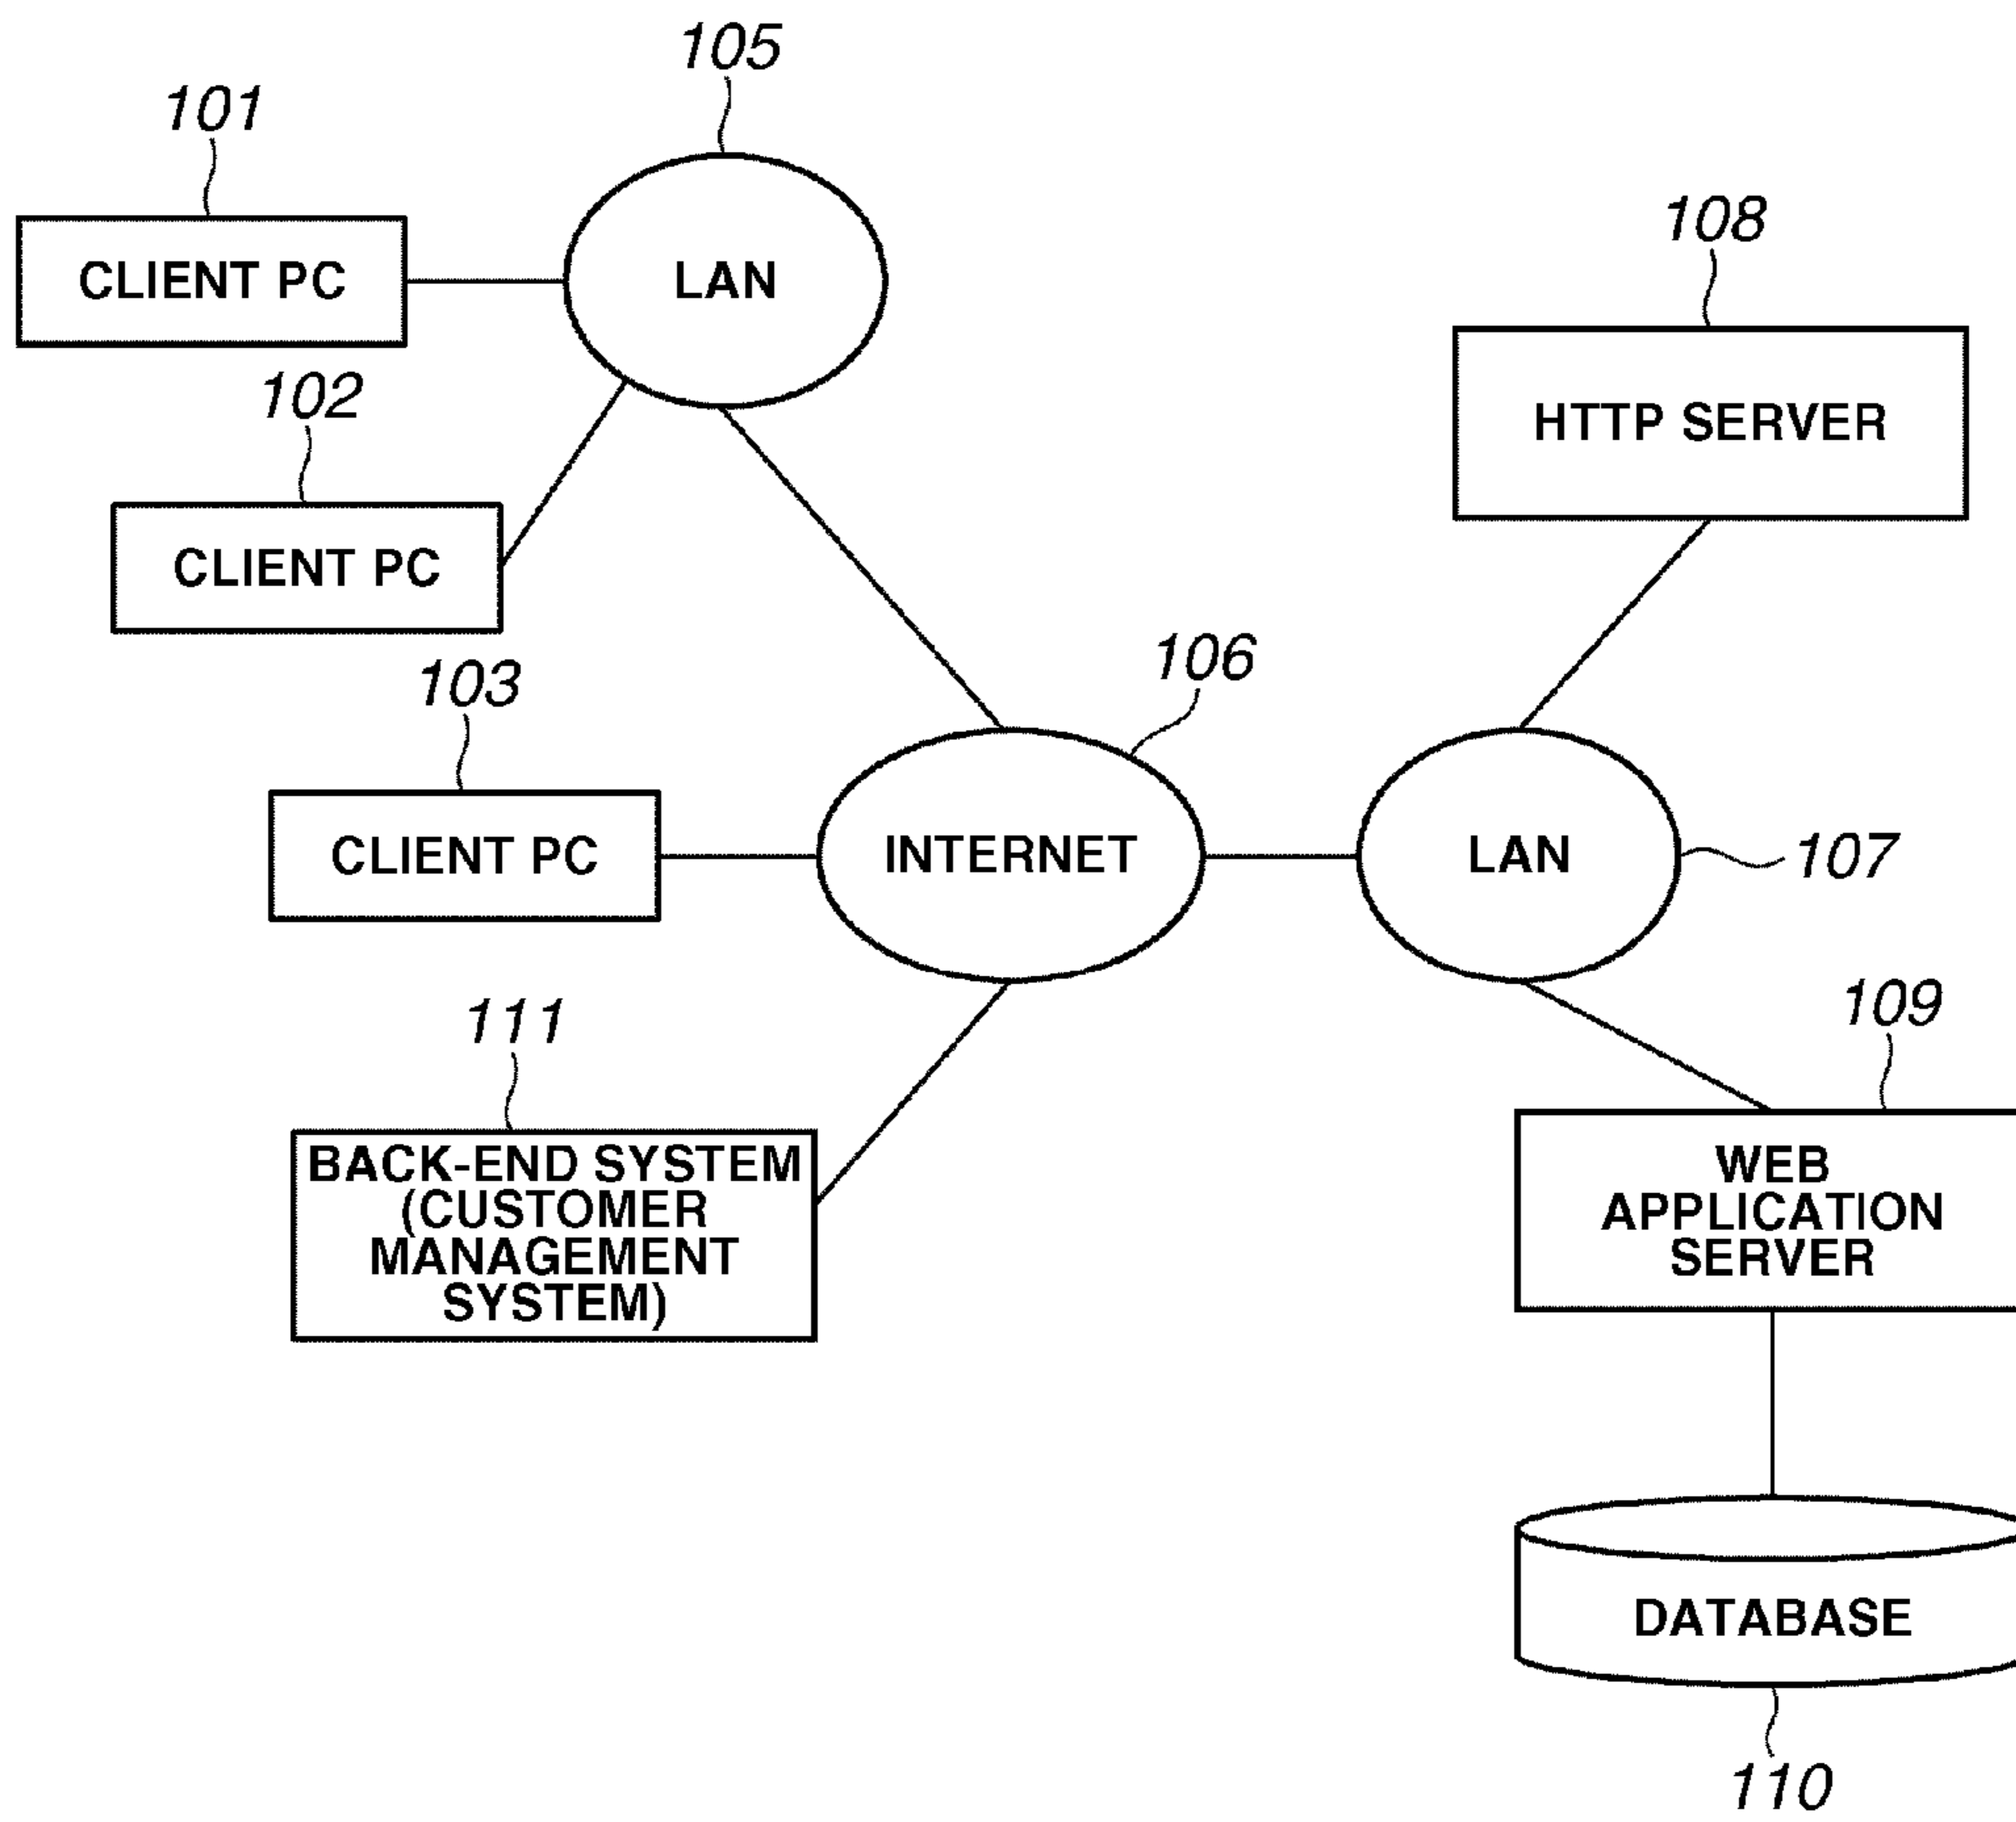 105
101
CLIENT PC
LAN
108
HTTP SERVER
102
CLIENT PC
103
CLIENT PC
106
INTERNET
LAN
107
111
BACK-END SYSTEM
(CUSTOMER
MANAGEMENT
SYSTEM)
109
WEB
APPLICATION
SERVER
DATABASE
110